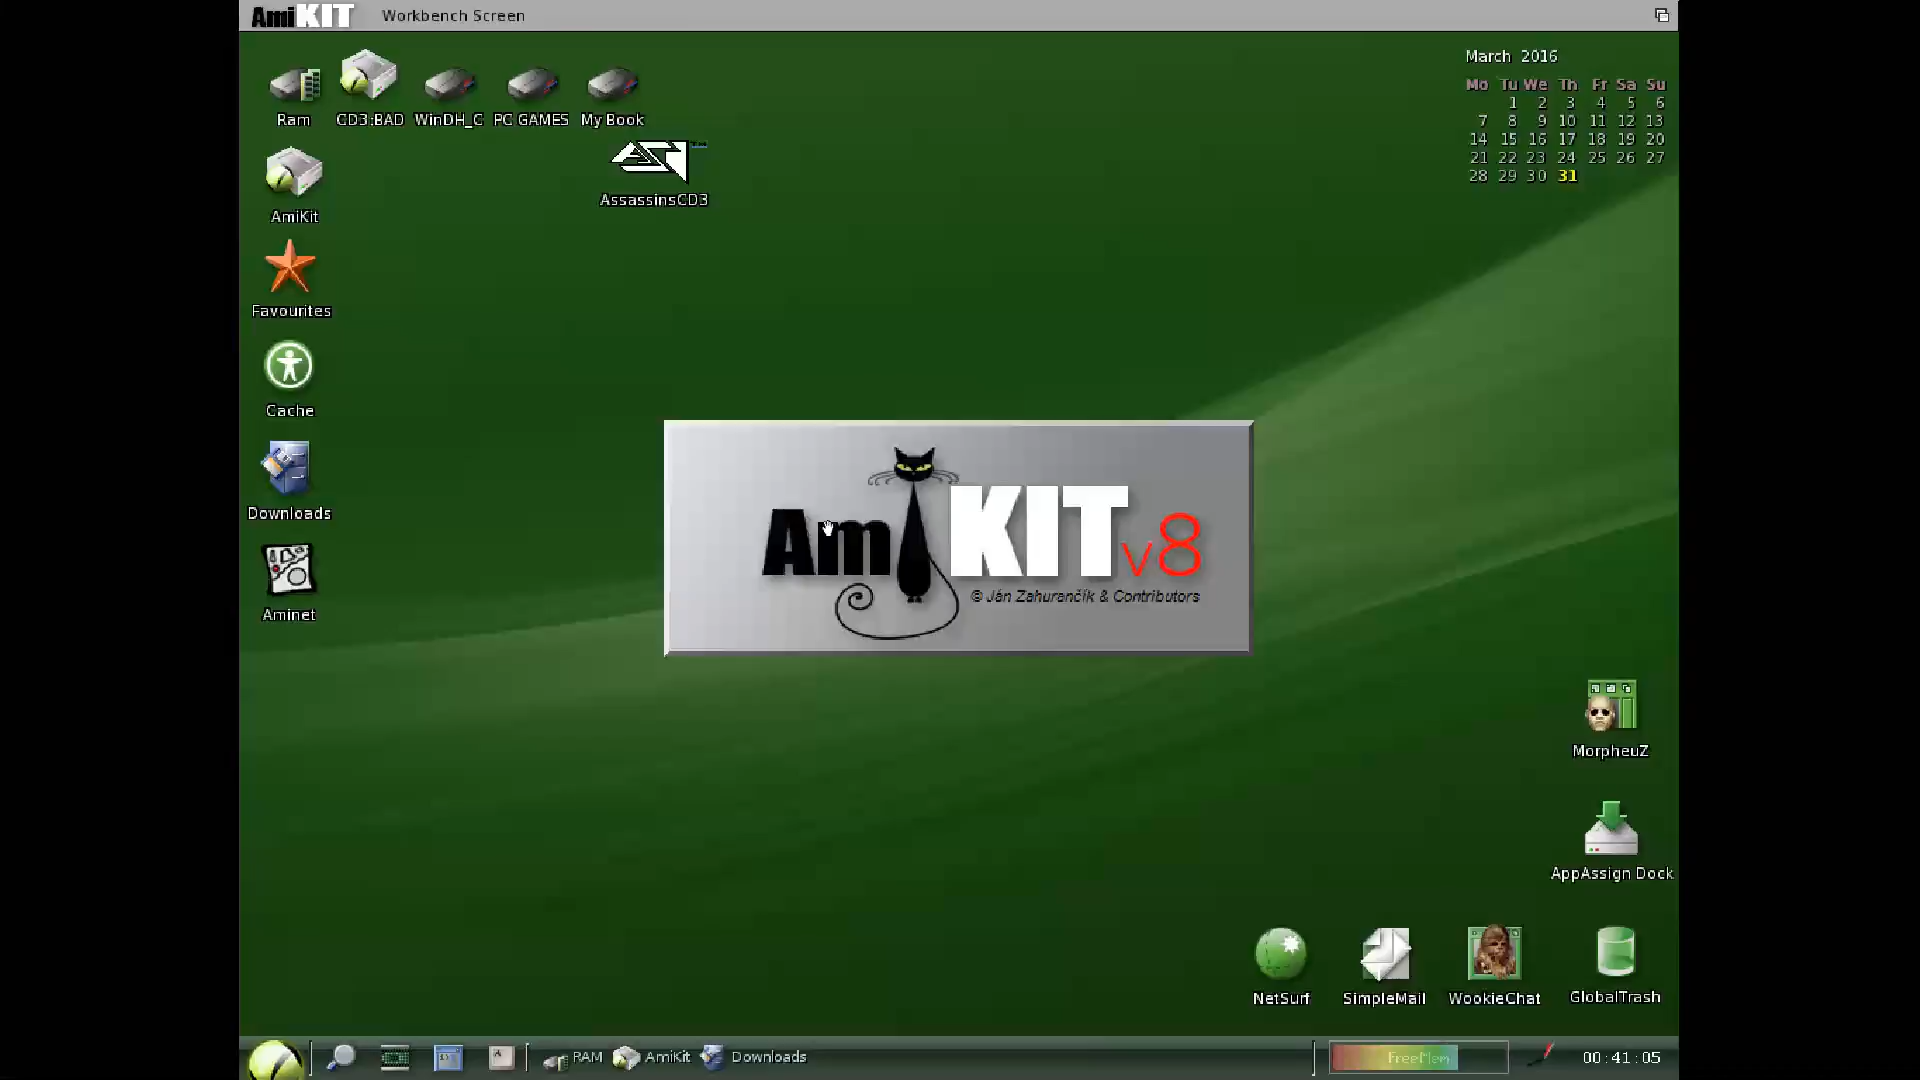 AmiKIT Workbench Screen
March 2016
Mo Tu We Th Fr Sa Su
1 2 3 4 5 6
7 8 9 10 11 12 13
14 15 16 17 18 19 20
21 22 23 24 25 26 27
28 29 30 31
Ram CD3:BAD WinDH_C PC GAMES My Book
AssassinsCD3
AmiKit
Favourites
Cache
Downloads
Aminet
AmiKIT v8
© Ján Zahurančík & Contributors
MorpheuZ
AppAssign Dock
NetSurf SimpleMail WookieChat GlobalTrash
RAM AmiKit Downloads
FreeMem
00:41:05